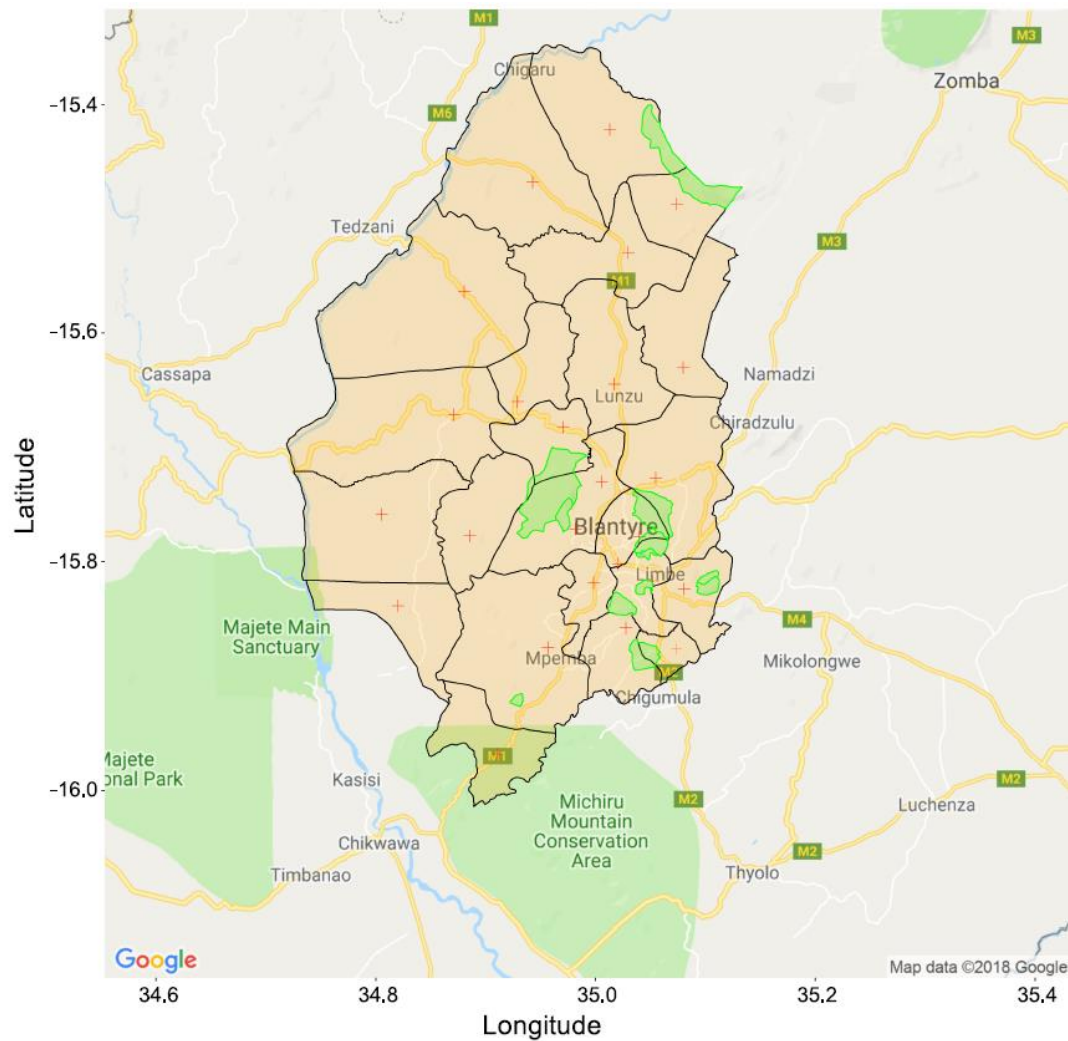 M1
M3
Chigaru
Zomba
-15.4
M6
Tedzani
M3
M1
-15.6
Cassapa
Namadzi
Lunzu
Chiradzulu
Latitude
Blantyre
-15.8
Limbe
M4
Majete Main
Sanctuary
Mpemba
Mikolongwe
Chigumula
M1
Majete
onal Park
-16.0
Kasisi
M2
M2
Michiru
Mountain
Conservation
Area
Luchenza
Chikwawa
M2
Timbanao
Thyolo
Google
Map data ©2018 Google
34.6
34.8
35.0
35.2
35.4
Longitude